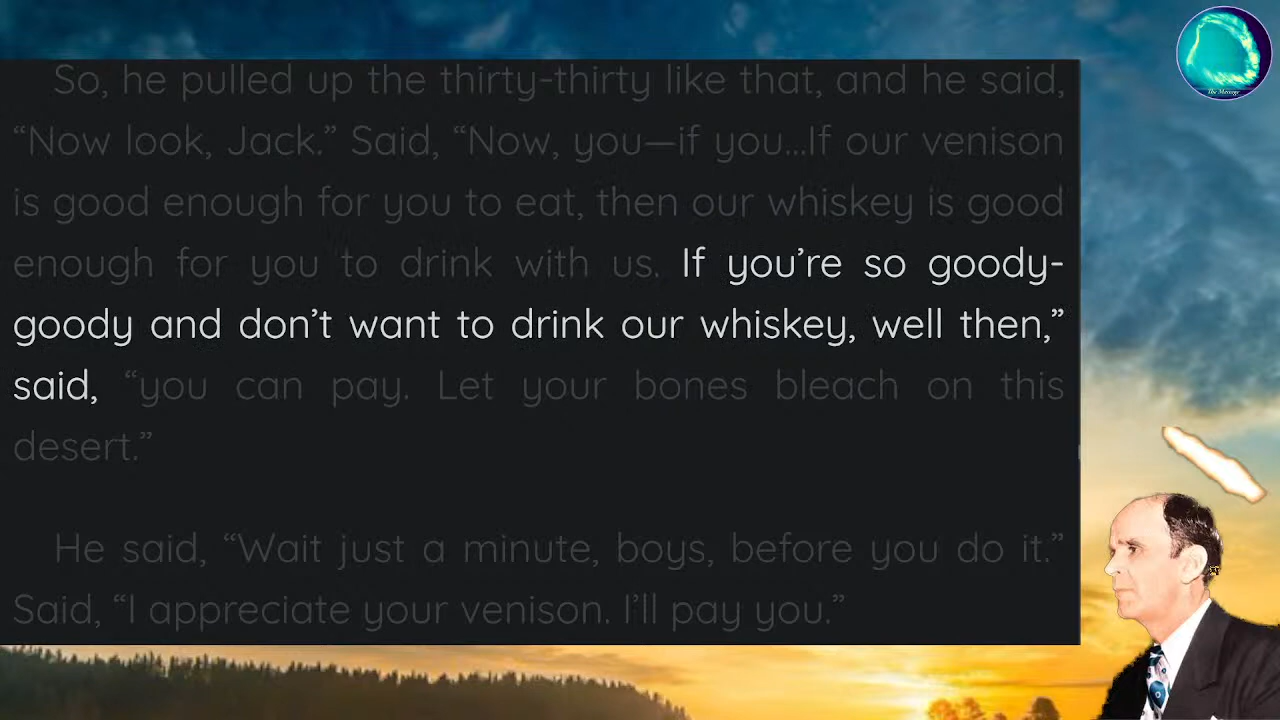 So, he pulled up the thirty-thirty like that, and he said,
“Now look, Jack.” Said, “Now, you—if you...If our venison
is good enough for you to eat, then our whiskey is good
enough for you to drink with us. If you’re so goody-
goody and don’t want to drink our whiskey, well then,”
said, “you can pay. Let your bones bleach on this
desert.”
He said, “Wait just a minute, boys, before you do it.”
Said, “I appreciate your venison. I’ll pay you.”
The Message